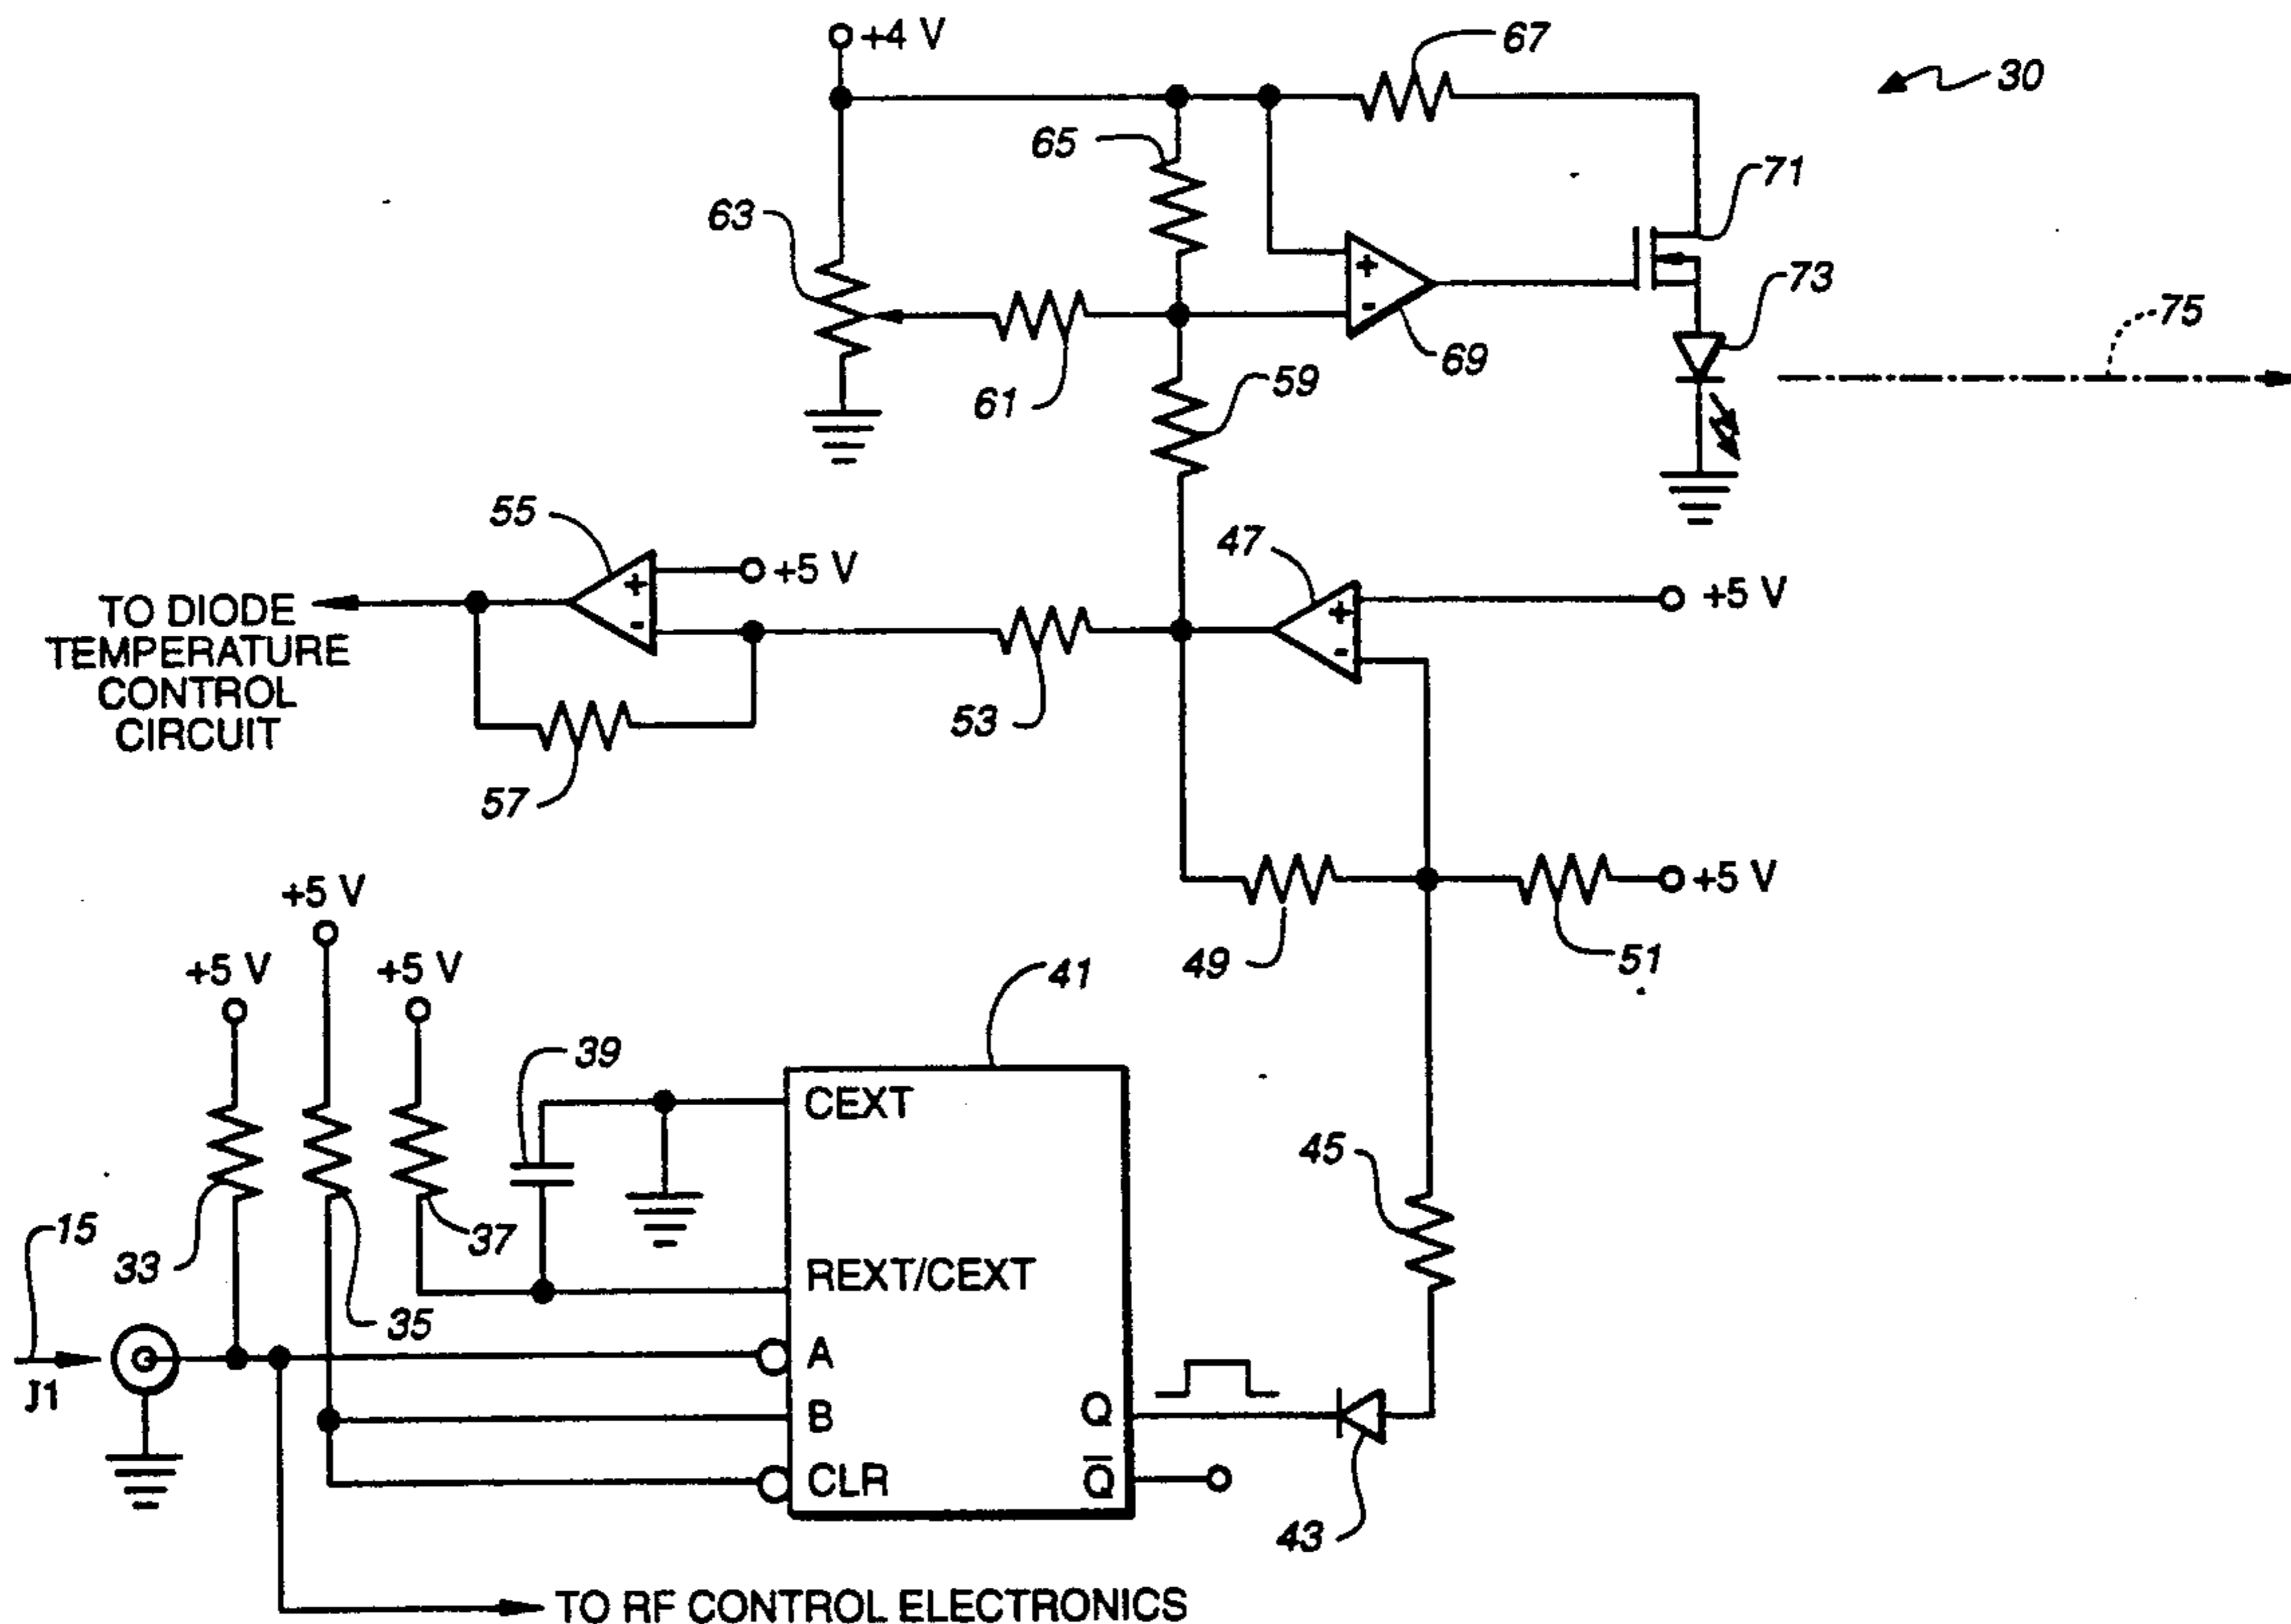 +4 V
67
30
65
71
63
+
-
73
75
69
61
59
55
47
+
-
+5 V
+
-
+5 V
TO DIODE
TEMPERATURE
CONTROL
CIRCUIT
53
57
+5 V
+5 V
49
51
+5 V
+5 V
41
39
CEXT
45
15
33
37
REXT/CEXT
35
J1
A
B
Q
CLR
Q̅
43
TO RF CONTROL ELECTRONICS